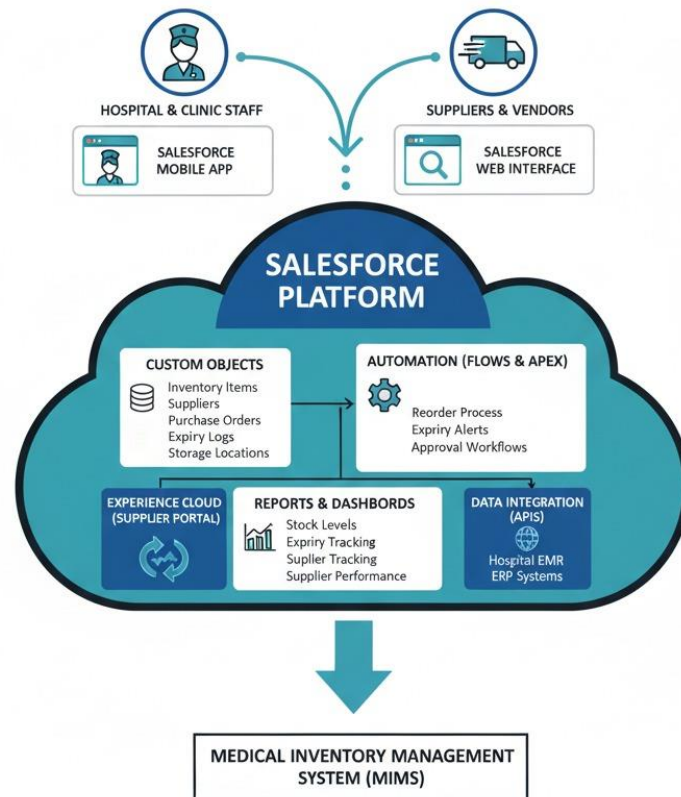 HOSPITAL & CLINIC STAFF
SUPPLIERS & VENDORS
SALESFORCE
MOBILE APP
SALESFORCE
WEB INTERFACE
SALESFORCE
PLATFORM
CUSTOM OBJECTS
Inventory Items
Suppliers
Purchase Orders
Expiry Logs
Storage Locations
AUTOMATION (FLOWS & APEX)
Reorder Process
Expriry Alerts
Approval Workflows
EXPERIENCE CLOUD
(SUPPLIER PORTAL)
REPORTS & DASHBORDS
Stock Levels
Expriry Tracking
Suplier Tracking
Supplier Performance
DATA INTEGRATION
(APIS)
Hospital EMR
ERP Systems
MEDICAL INVENTORY MANAGEMENT
SYSTEM (MIMS)